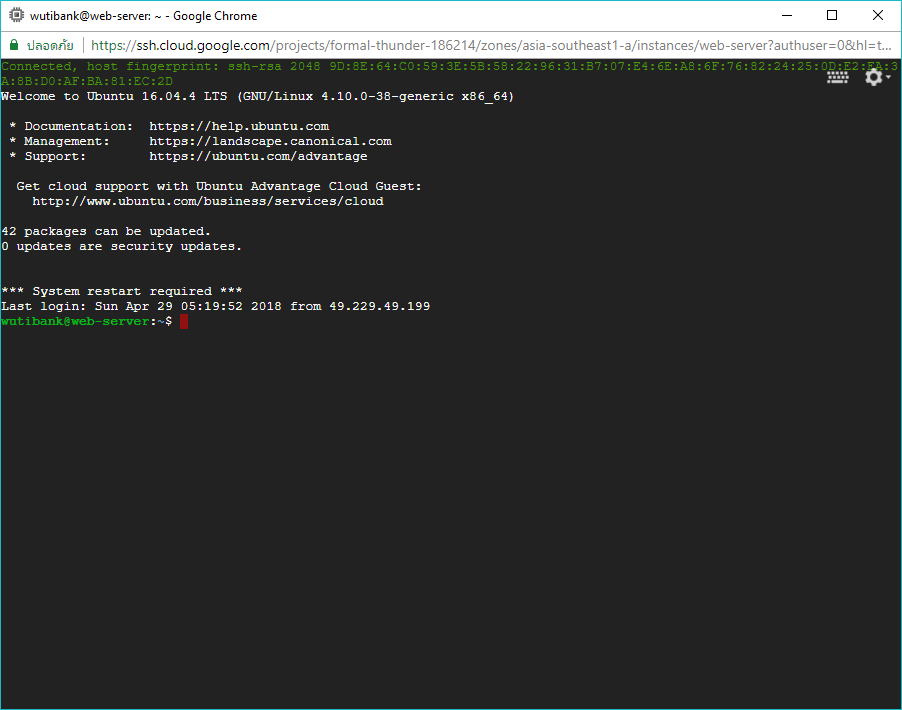 wutibank@web-server: ~ - Google Chrome
ปลอดภัย https://ssh.cloud.google.com/projects/formal-thunder-186214/zones/asia-southeast1-a/instances/web-server?authuser=0&hl=t...
Connected, host fingerprint: ssh-rsa 2048 9D:8E:64:C0:59:3E:5B:58:22:96:31:B7:07:E4:6E:A8:6F:76:82:24:25:0D:E2:EA:3
A:8B:D0:AF:BA:81:EC:2D
Welcome to Ubuntu 16.04.4 LTS (GNU/Linux 4.10.0-38-generic x86_64)
* Documentation:  https://help.ubuntu.com
* Management:     https://landscape.canonical.com
* Support:        https://ubuntu.com/advantage
Get cloud support with Ubuntu Advantage Cloud Guest:
http://www.ubuntu.com/business/services/cloud
42 packages can be updated.
0 updates are security updates.
*** System restart required ***
Last login: Sun Apr 29 05:19:52 2018 from 49.229.49.199
wutibank@web-server:~$